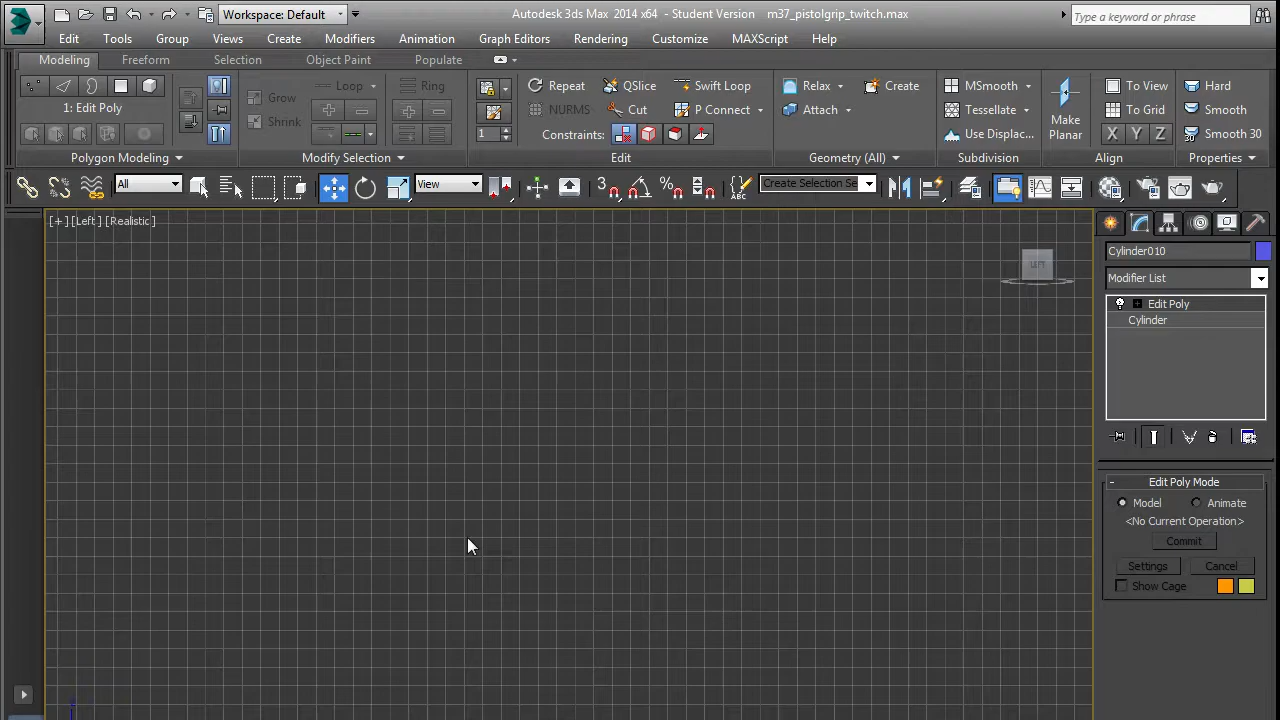 Workspace: Default
Autodesk 3ds Max 2014 x64 - Student Version m37_pistolgrip_twitch.max
Type a keyword or phrase
Edit Tools Group Views Create Modifiers Animation Graph Editors Rendering Customize MAXScript Help
Modeling Freeform Selection Object Paint Populate
1: Edit Poly
Polygon Modeling
Loop Ring
Grow
Shrink
Modify Selection
1
Repeat QSlice Swift Loop
NURMS Cut P Connect
Constraints:
Edit
Relax Create
Attach
Geometry (All)
MSmooth
Tessellate
Use Displac...
Subdivision
Make
Planar
To View
To Grid
X Y Z
Align
Hard
Smooth
Smooth 30
Properties
All View 3 % ABC Create Selection Se
[+] [Left ] [Realistic ]
LEFT
Cylinder010
Modifier List
Edit Poly
Cylinder
- Edit Poly Mode
Model Animate
<No Current Operation>
Commit
Settings Cancel
Show Cage